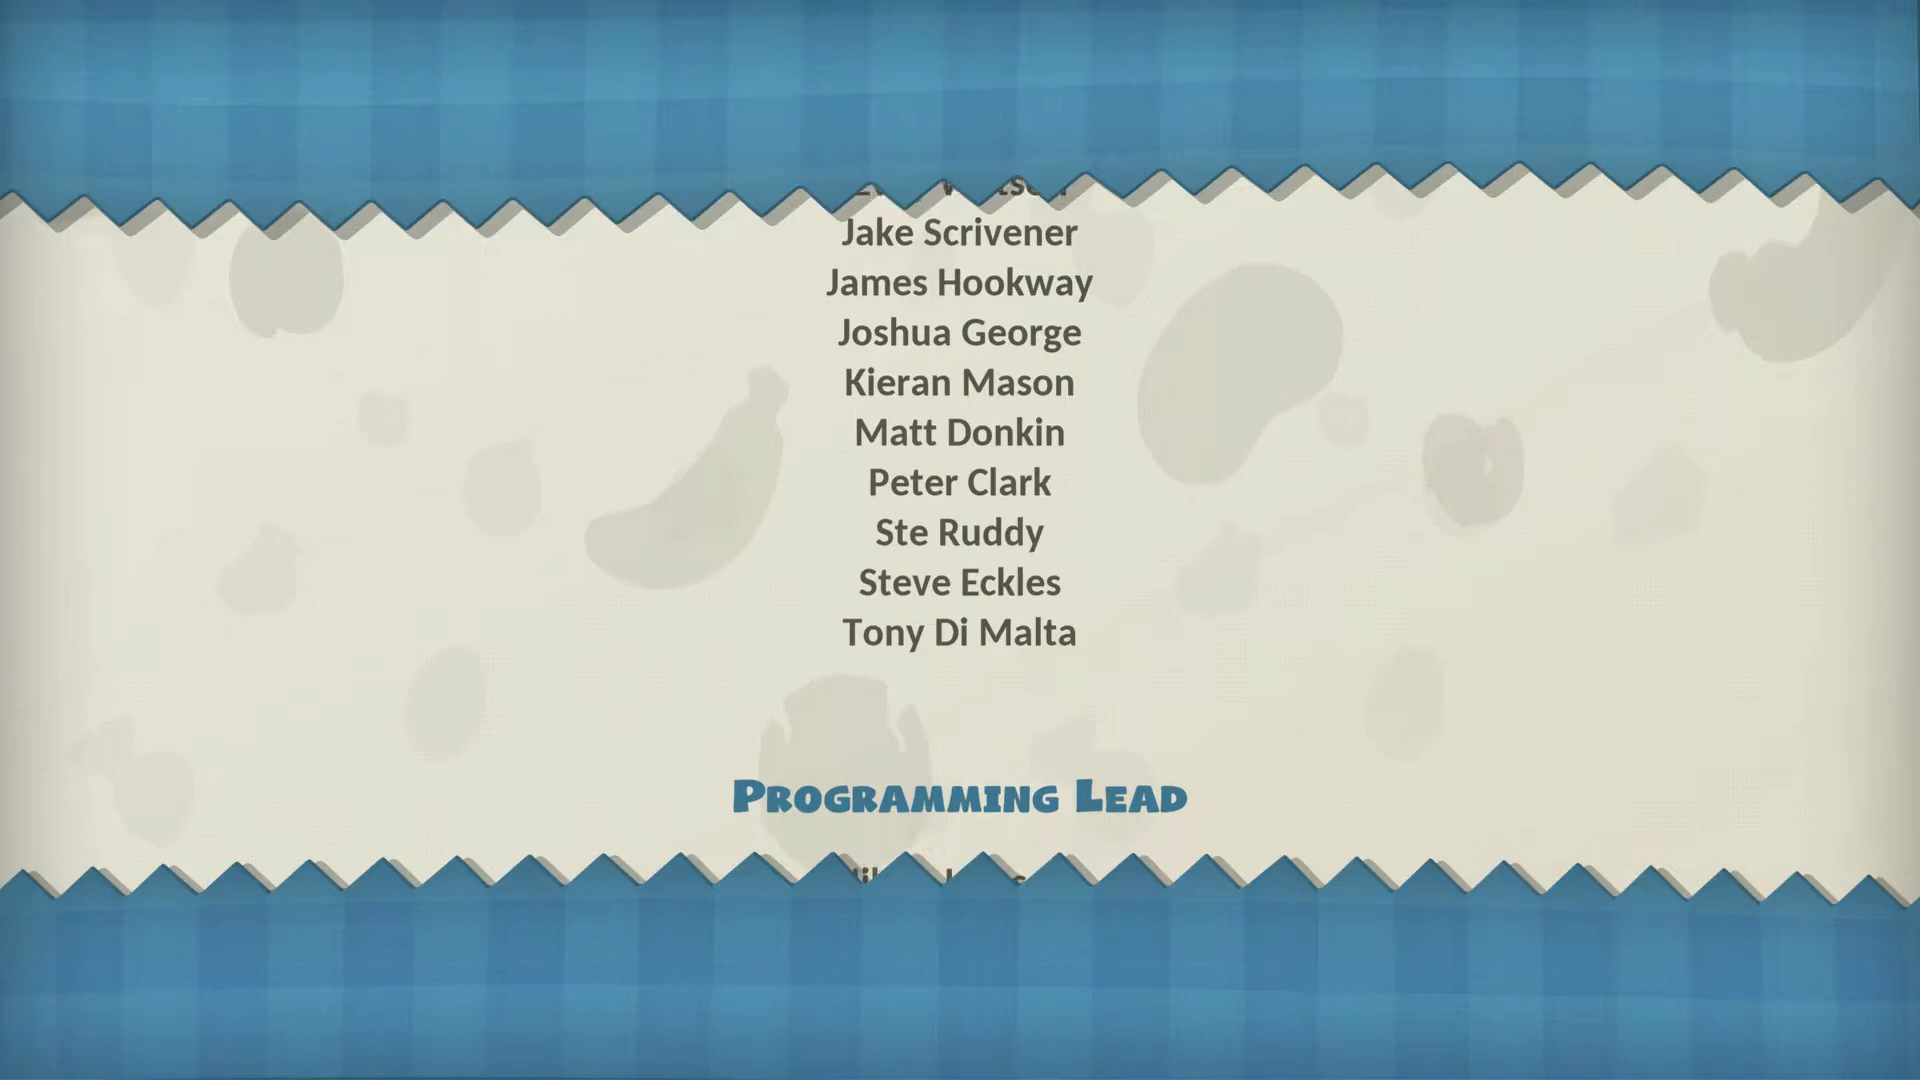 Jake Scrivener
James Hookway
Joshua George
Kieran Mason
Matt Donkin
Peter Clark
Ste Ruddy
Steve Eckles
Tony Di Malta
Programming Lead